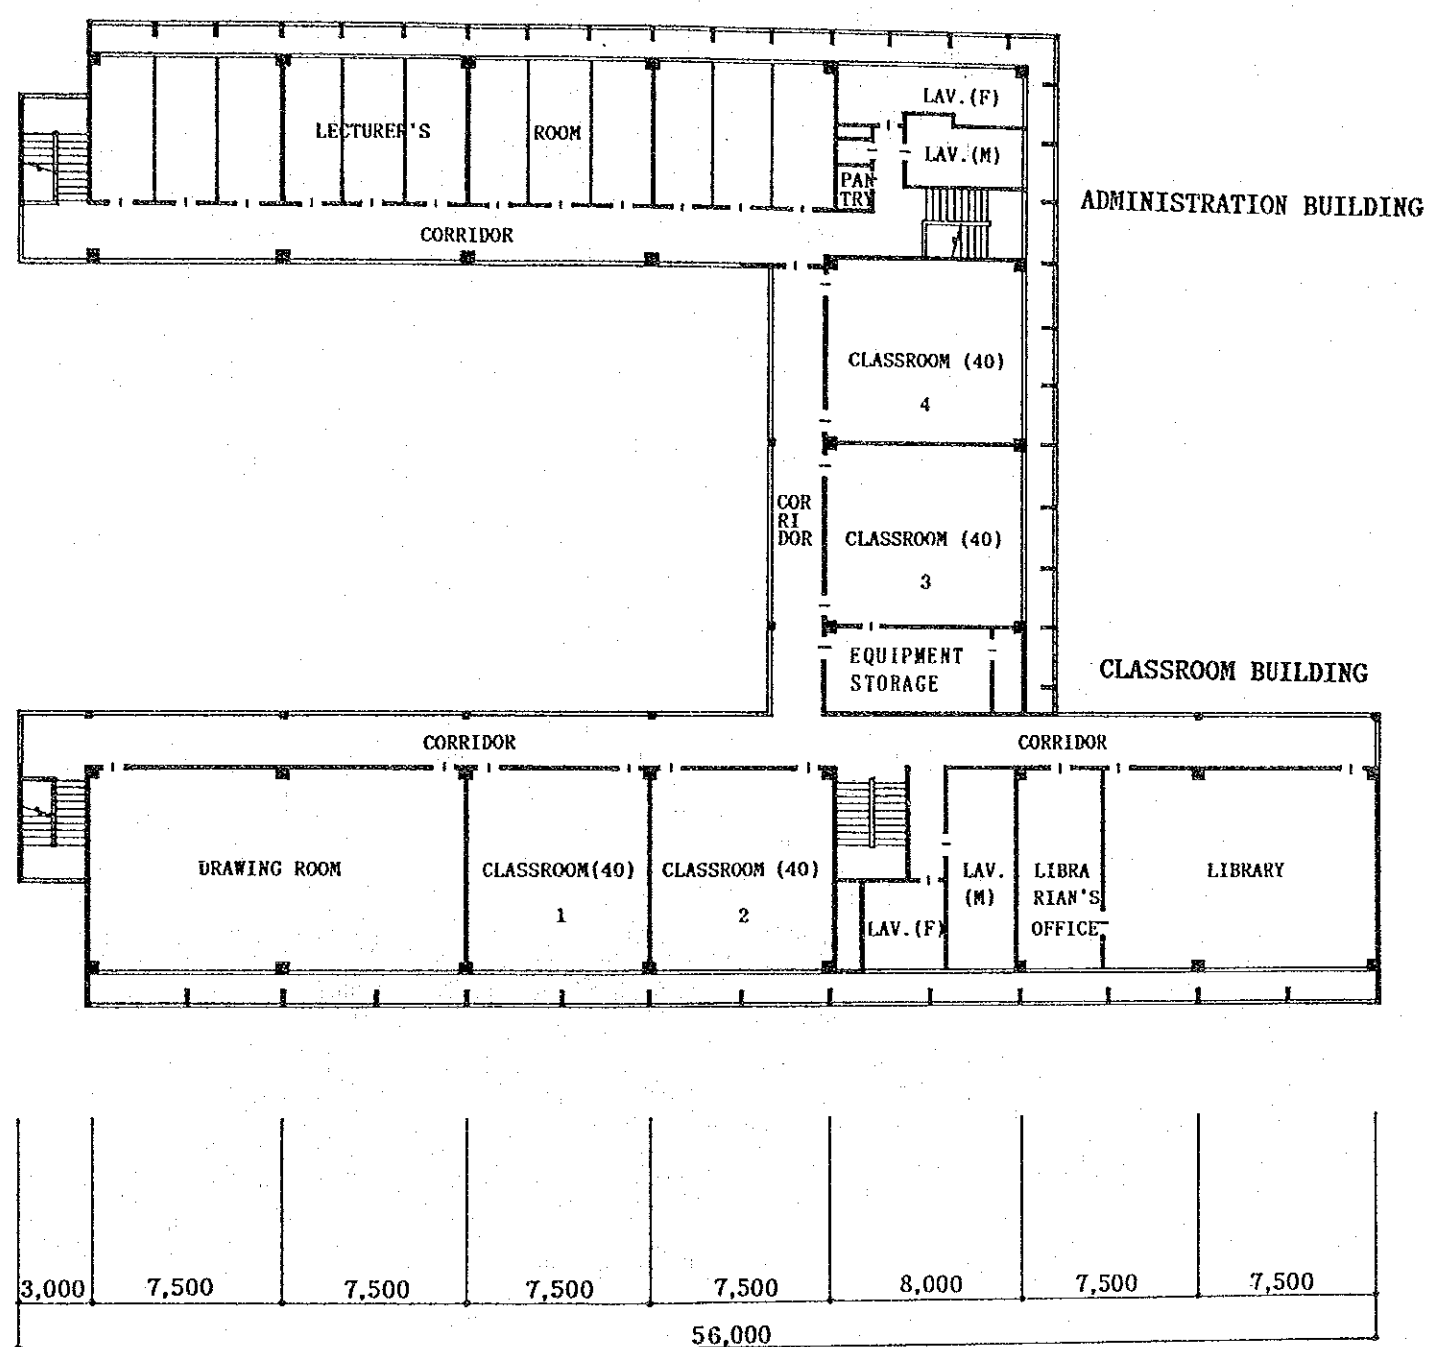 LAV.(F)
LECTURER'S
ROOM
LAV.(M)
PAN
TRY
ADMINISTRATION BUILDING
CORRIDOR
CLASSROOM (40)
4
COR
RI
DOR
CLASSROOM (40)
3
EQUIPMENT
STORAGE
CLASSROOM BUILDING
CORRIDOR
CORRIDOR
DRAWING ROOM
CLASSROOM(40)
1
CLASSROOM (40)
2
LAV.(F)
LAV.
(M)
LIBRA
RIAN'S
OFFICE
LIBRARY
3,000
7,500
7,500
7,500
7,500
8,000
7,500
7,500
56,000